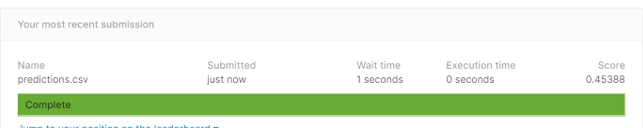 Your most recent submission
Name Submitted Wait time Execution time Score
predictions.csv just now 1 seconds 0 seconds 0.45388
Complete
Jump to your position on the leaderboard